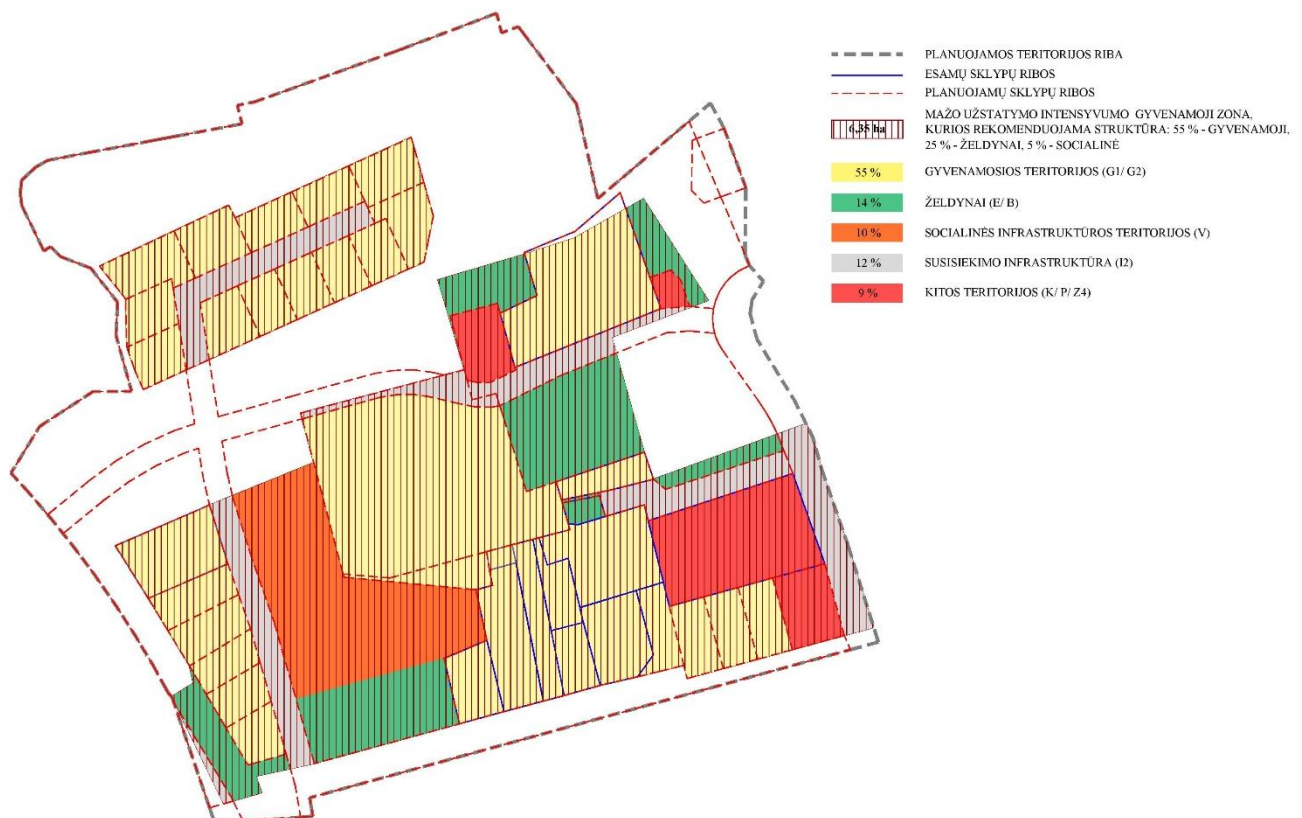 PLANUOJAMOS TERITORIJOS RIBA
ESAMŲ SKLYPŲ RIBOS
PLANUOJAMŲ SKLYPŲ RIBOS
6,35 ha
MAŽO UŽSTATYMO INTENSYVUMO GYVENAMOJI ZONA,
KURIOS REKOMENDUOJAMA STRUKTŪRA: 55 % - GYVENAMOJI,
25 % - ŽELDYNAI, 5 % - SOCIALINĖ
55 % GYVENAMOSIOS TERITORIJOS (G1/ G2)
14 % ŽELDYNAI (E/ B)
10 % SOCIALINĖS INFRASTRUKTŪROS TERITORIJOS (V)
12 % SUSISIEKIMO INFRASTRUKTŪRA (I2)
9 % KITOS TERITORIJOS (K/ P/ Z4)